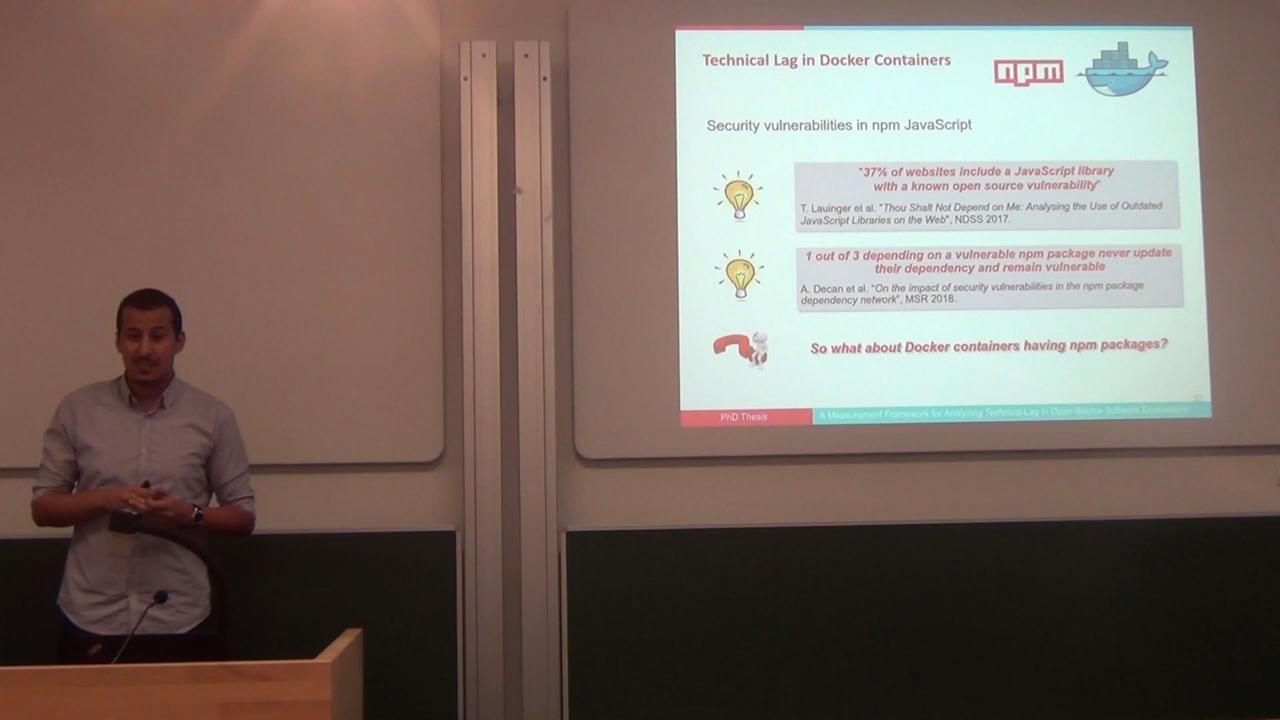 Technical Lag in Docker Containers
npm
Security vulnerabilities in npm JavaScript
"37% of websites include a JavaScript library
with a known open source vulnerability"
T. Lauinger et al. "Thou Shalt Not Depend on Me: Analysing the Use of Outdated
JavaScript Libraries on the Web", NDSS 2017.
1 out of 3 depending on a vulnerable npm package never update
their dependency and remain vulnerable
A. Decan et al. "On the impact of security vulnerabilities in the npm package
dependency network", MSR 2018.
So what about Docker containers having npm packages?
PhD Thesis
A Measurement Framework for Analyzing Technical Lag in Open-Source Software Ecosystems